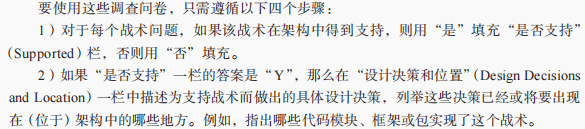 要使用这些调查问卷，只需遵循以下四个步骤：
1）对于每个战术问题，如果该战术在架构中得到支持，则用“是”填充“是否支持”
(Supported) 栏，否则用“否”填充。
2）如果“是否支持”一栏的答案是“Y”，那么在“设计决策和位置”(Design Decisions
and Location) 一栏中描述为支持战术而做出的具体设计决策，列举这些决策已经或将要出现
在（位于）架构中的哪些地方。例如，指出哪些代码模块、框架或包实现了这个战术。